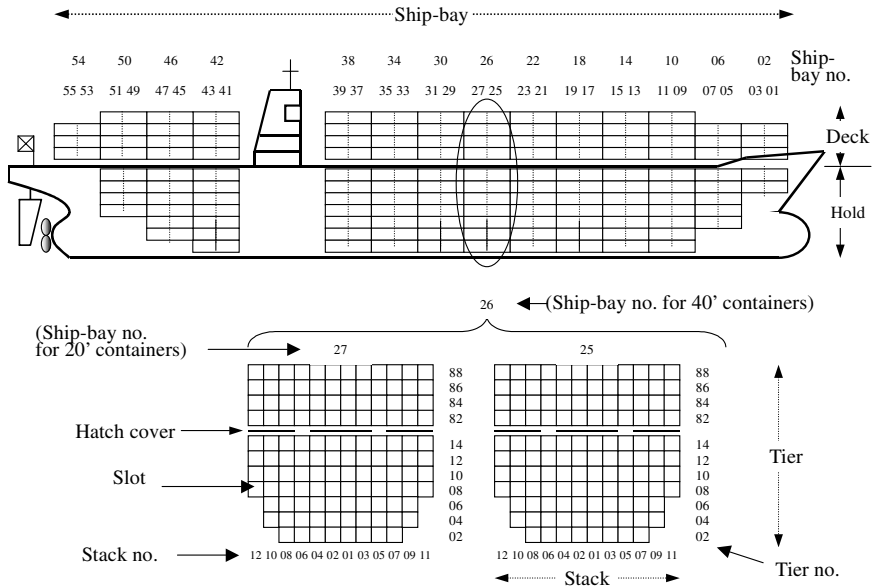 Ship-bay
54 50 46 42 38 34 30 26 22 18 14 10 06 02
Ship-
bay no.
55 53 51 49 47 45 43 41 39 37 35 33 31 29 27 25 23 21 19 17 15 13 11 09 07 05 03 01
Deck
Hold
26
(Ship-bay no. for 40' containers)
(Ship-bay no.
for 20' containers)
27
25
88 88
86 86
84 84
82 82
Hatch cover
14 14
12 12
Tier
10 10
Slot
08 08
06 06
04 04
02 02
Stack no.
12 10 08 06 04 02 01 03 05 07 09 11
12 10 08 06 04 02 01 03 05 07 09 11
Stack
Tier no.